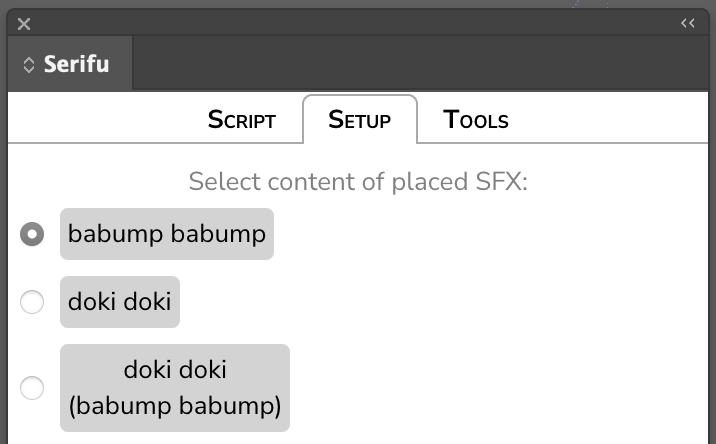 Serifu
Script Setup Tools
Select content of placed SFX:
babump babump
doki doki
doki doki
(babump babump)